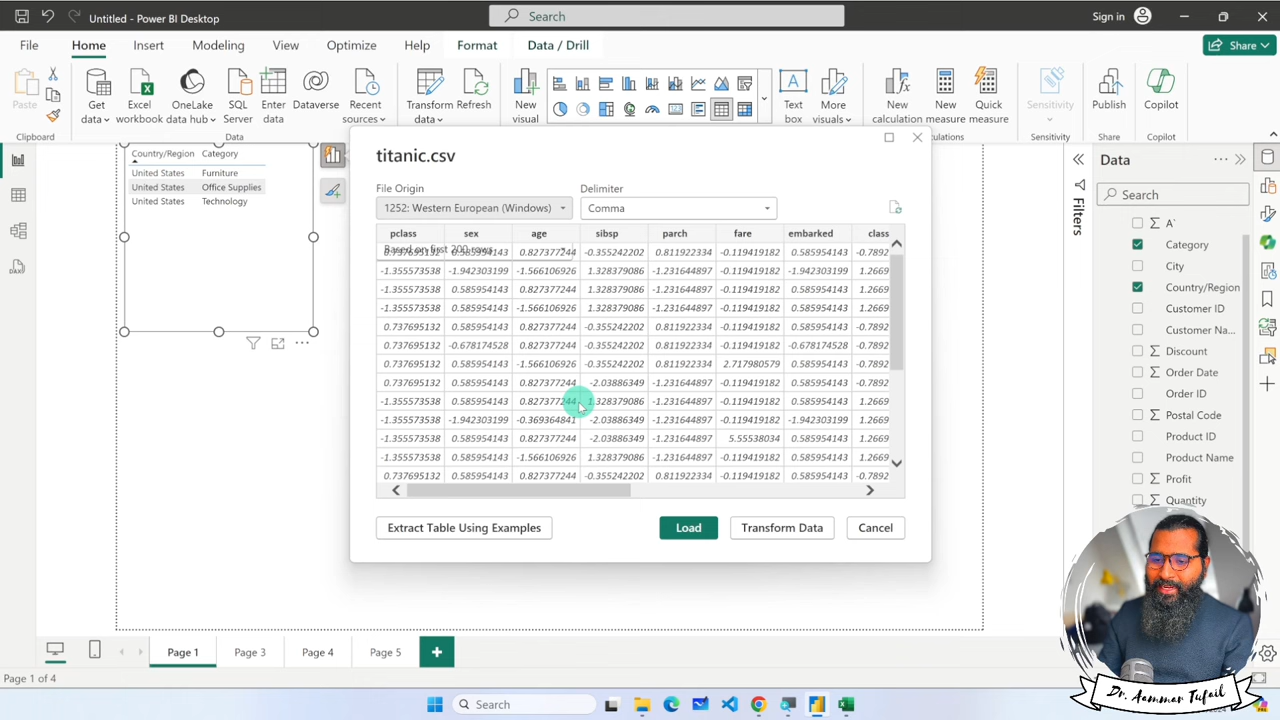 Untitled - Power BI Desktop
Search
Sign in
File Home Insert Modeling View Optimize Help Format Data / Drill
Share
Paste
Get data
Excel workbook
OneLake data hub
SQL Server
Enter data
Dataverse
Recent sources
Transform data
Refresh
New visual
Text box
More visuals
New calculation
New measure
Quick measure
Sensitivity
Publish
Copilot
Clipboard
Data
Sensitivity
Share
Copilot
Country/Region Category
United States Furniture
United States Office Supplies
United States Technology
titanic.csv
File Origin
Delimiter
1252: Western European (Windows)
Comma
pclass sex age sibsp parch fare embarked class
Based on first 200 rows
0.737695132 0.585954143 0.827377244 -0.355242202 0.811922334 -0.119419182 0.585954143 -0.7892
-1.355573538 -1.942303199 -1.566106926 1.328379086 -1.231644897 -0.119419182 -1.942303199 1.2669
-1.355573538 0.585954143 0.827377244 1.328379086 -1.231644897 -0.119419182 0.585954143 1.2669
-1.355573538 0.585954143 -1.566106926 1.328379086 -1.231644897 -0.119419182 0.585954143 1.2669
0.737695132 0.585954143 0.827377244 -0.355242202 0.811922334 -0.119419182 0.585954143 -0.7892
0.737695132 -0.678174528 0.827377244 -0.355242202 0.811922334 -0.119419182 -0.678174528 -0.7892
0.737695132 0.585954143 -1.566106926 -0.355242202 0.811922334 2.717980579 0.585954143 -0.7892
0.737695132 0.585954143 0.827377244 -2.03886349 -1.231644897 -0.119419182 0.585954143 -0.7892
-1.355573538 0.585954143 0.827377244 1.328379086 -1.231644897 -0.119419182 0.585954143 1.2669
-1.355573538 -1.942303199 -0.369364841 -2.03886349 -1.231644897 -0.119419182 -1.942303199 1.2669
-1.355573538 0.585954143 0.827377244 -2.03886349 -1.231644897 5.55538034 0.585954143 1.2669
-1.355573538 0.585954143 -1.566106926 1.328379086 -1.231644897 -0.119419182 0.585954143 1.2669
0.737695132 0.585954143 0.827377244 -0.355242202 0.811922334 -0.119419182 0.585954143 -0.7892
Extract Table Using Examples
Load
Transform Data
Cancel
Filters
Data
Search
A`
Category
City
Country/Region
Customer ID
Customer Na...
Discount
Order Date
Order ID
Postal Code
Product ID
Product Name
Profit
Quantity
Page 1
Page 3
Page 4
Page 5
Page 1 of 4
Search
Dr. Aammar Tufail